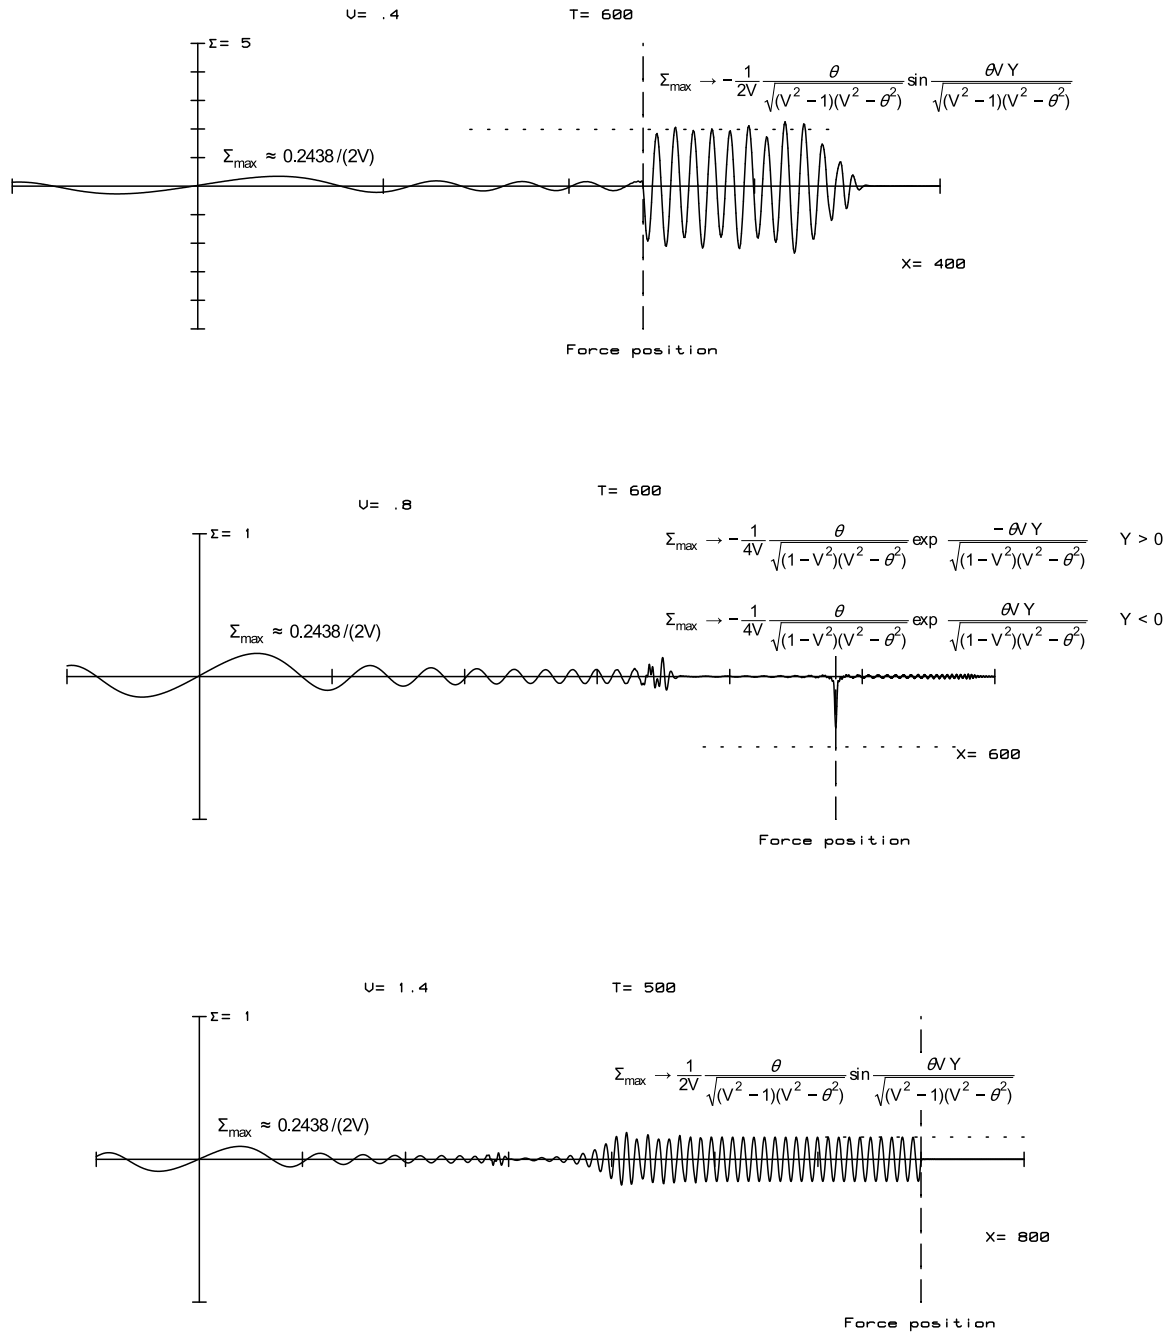 V= .4 T= 600
Σ= 5
Σmax → −1/(2V) θ/√((V² − 1)(V² − θ²)) sin θV Y/√((V² − 1)(V² − θ²))
Σmax ≈ 0.2438/(2V)
X= 400
Force position
T= 600
V= .8
Σ= 1
Σmax → −1/(4V) θ/√((1 − V²)(V² − θ²)) exp −θV Y/√((1 − V²)(V² − θ²)) Y > 0
Σmax → −1/(4V) θ/√((1 − V²)(V² − θ²)) exp θV Y/√((1 − V²)(V² − θ²)) Y < 0
Σmax ≈ 0.2438/(2V)
X= 600
Force position
V= 1.4 T= 500
Σ= 1
Σmax → 1/(2V) θ/√((V² − 1)(V² − θ²)) sin θV Y/√((V² − 1)(V² − θ²))
Σmax ≈ 0.2438/(2V)
X= 800
Force position